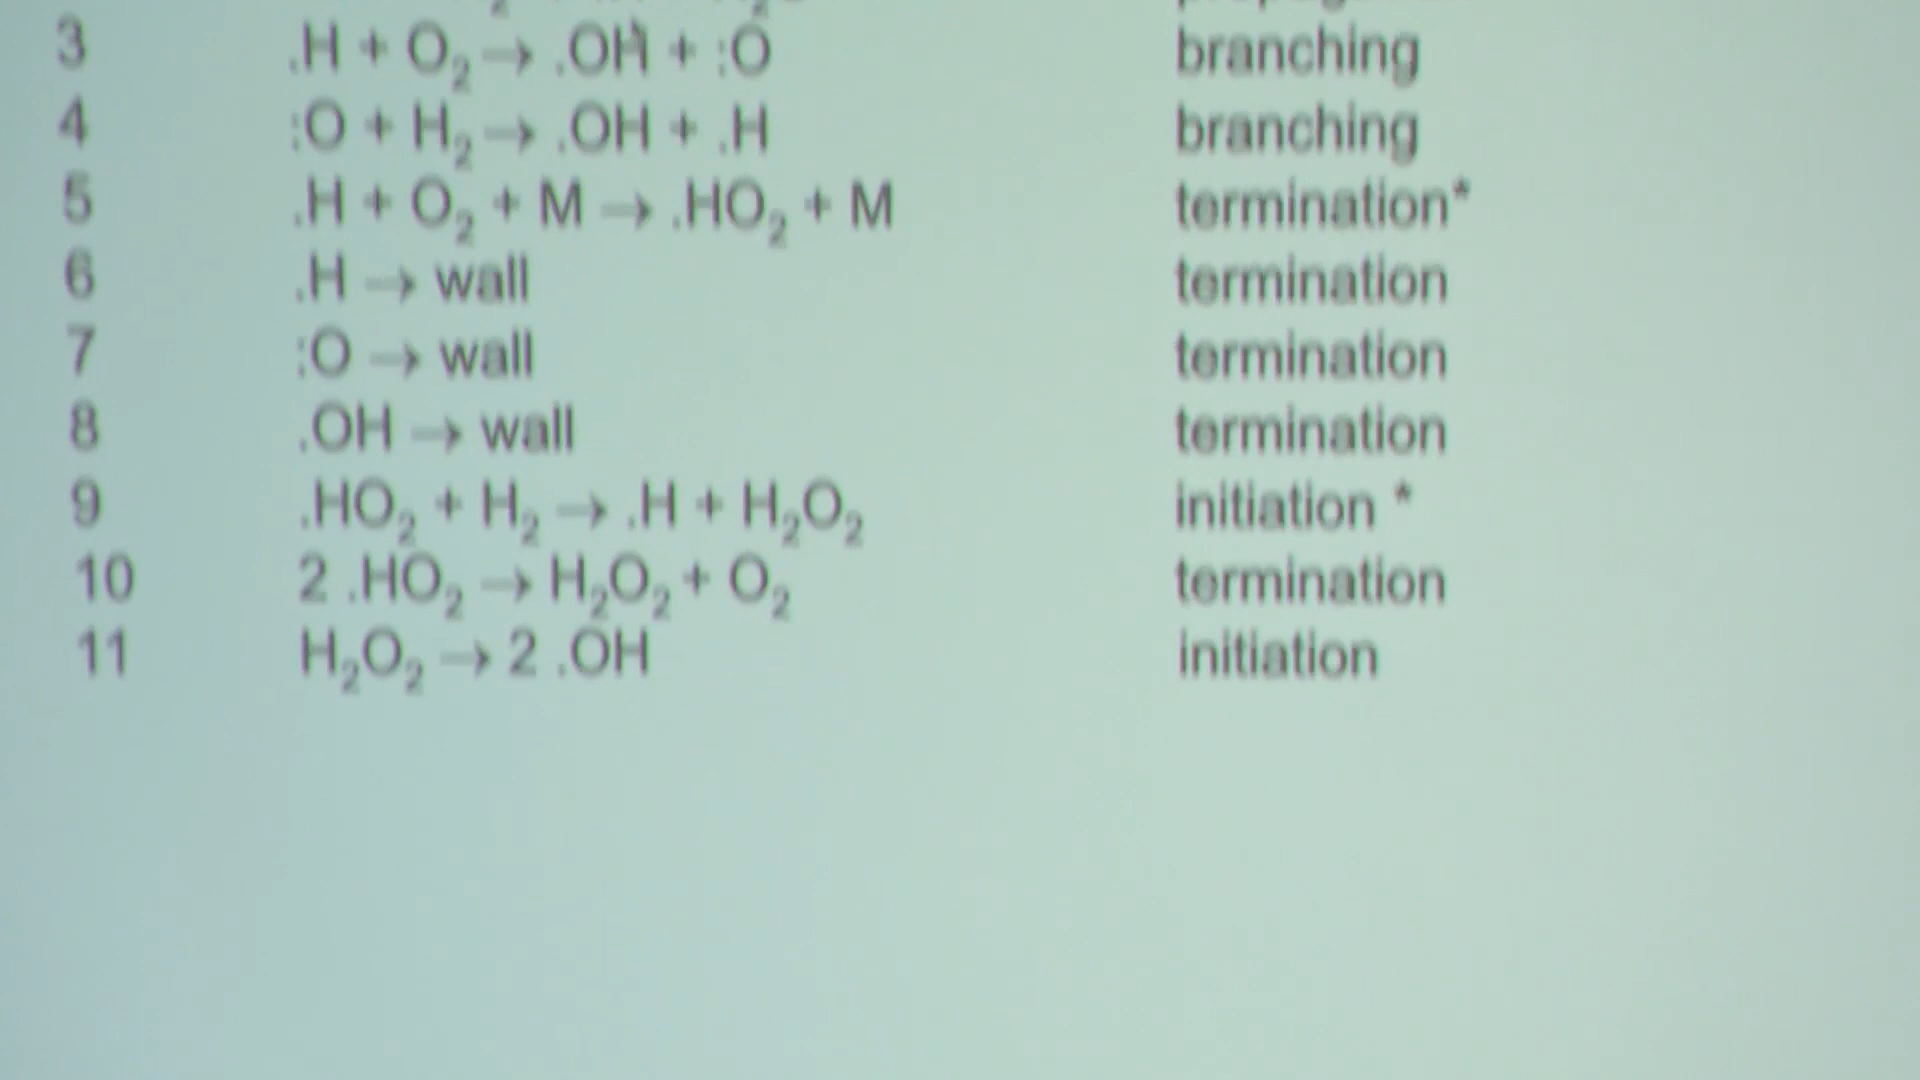 3 .H + O₂ → .OH + :O branching
4 :O + H₂ → .OH + .H branching
5 .H + O₂ + M → .HO₂ + M termination*
6 .H → wall termination
7 :O → wall termination
8 .OH → wall termination
9 .HO₂ + H₂ → .H + H₂O₂ initiation *
10 2 .HO₂ → H₂O₂ + O₂ termination
11 H₂O₂ → 2 .OH initiation